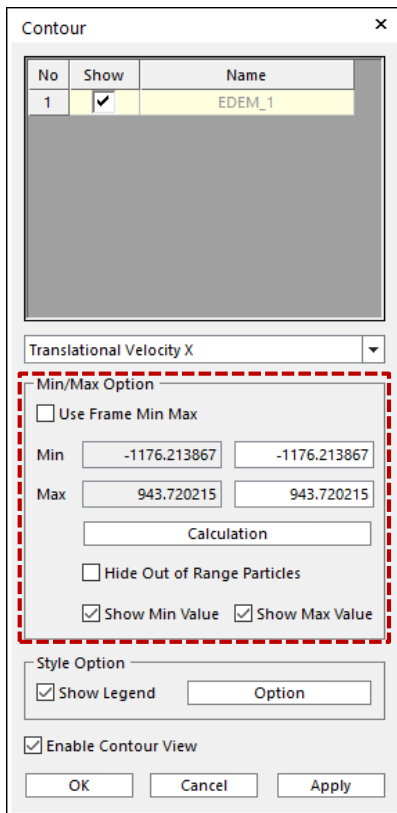 Contour ×
No Show Name
1 EDEM_1
Translational Velocity X
Min/Max Option
Use Frame Min Max
Min -1176.213867 -1176.213867
Max 943.720215 943.720215
Calculation
Hide Out of Range Particles
Show Min Value Show Max Value
Style Option
Show Legend Option
Enable Contour View
OK Cancel Apply